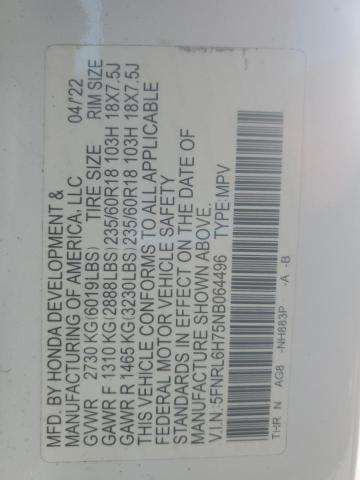 MFD. BY HONDA DEVELOPMENT &
MANUFACTURING OF AMERICA, LLC 04/22
GVWR 2730 KG(6019LBS) TIRE SIZE RIM SIZE
GAWR F 1310 KG(2888LBS) 235/60R18 103H 18X7.5J
GAWR R 1465 KG(3230LBS) 235/60R18 103H 18X7.5J
THIS VEHICLE CONFORMS TO ALL APPLICABLE
FEDERAL MOTOR VEHICLE SAFETY
STANDARDS IN EFFECT ON THE DATE OF
MANUFACTURE SHOWN ABOVE.
V.I.N.:5FNRL6H75NB064496 TYPE:MPV
THR N AG8 -NH883P -A -B